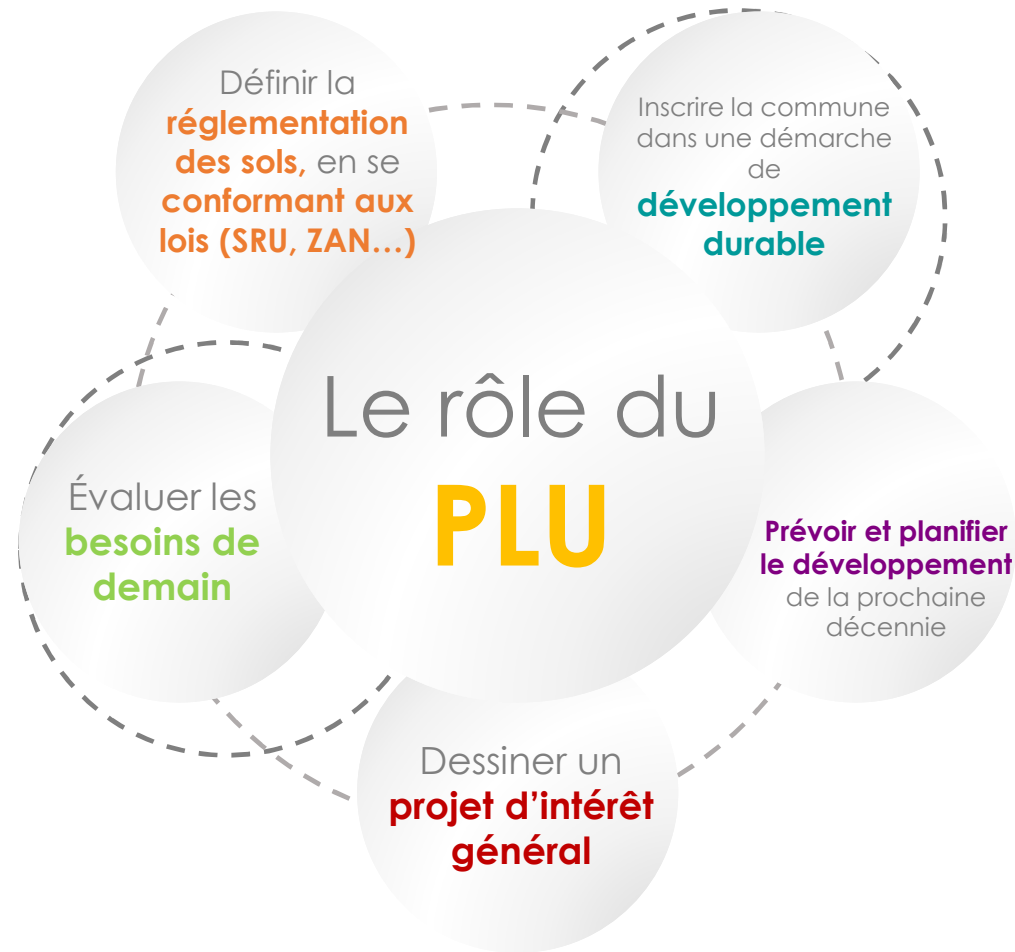 Définir la
réglementation
des sols, en se
conformant aux
lois (SRU, ZAN…)
Inscrire la commune
dans une démarche
de
développement
durable
Le rôle du
PLU
Évaluer les
besoins de
demain
Prévoir et planifier
le développement
de la prochaine
décennie
Dessiner un
projet d’intérêt
général